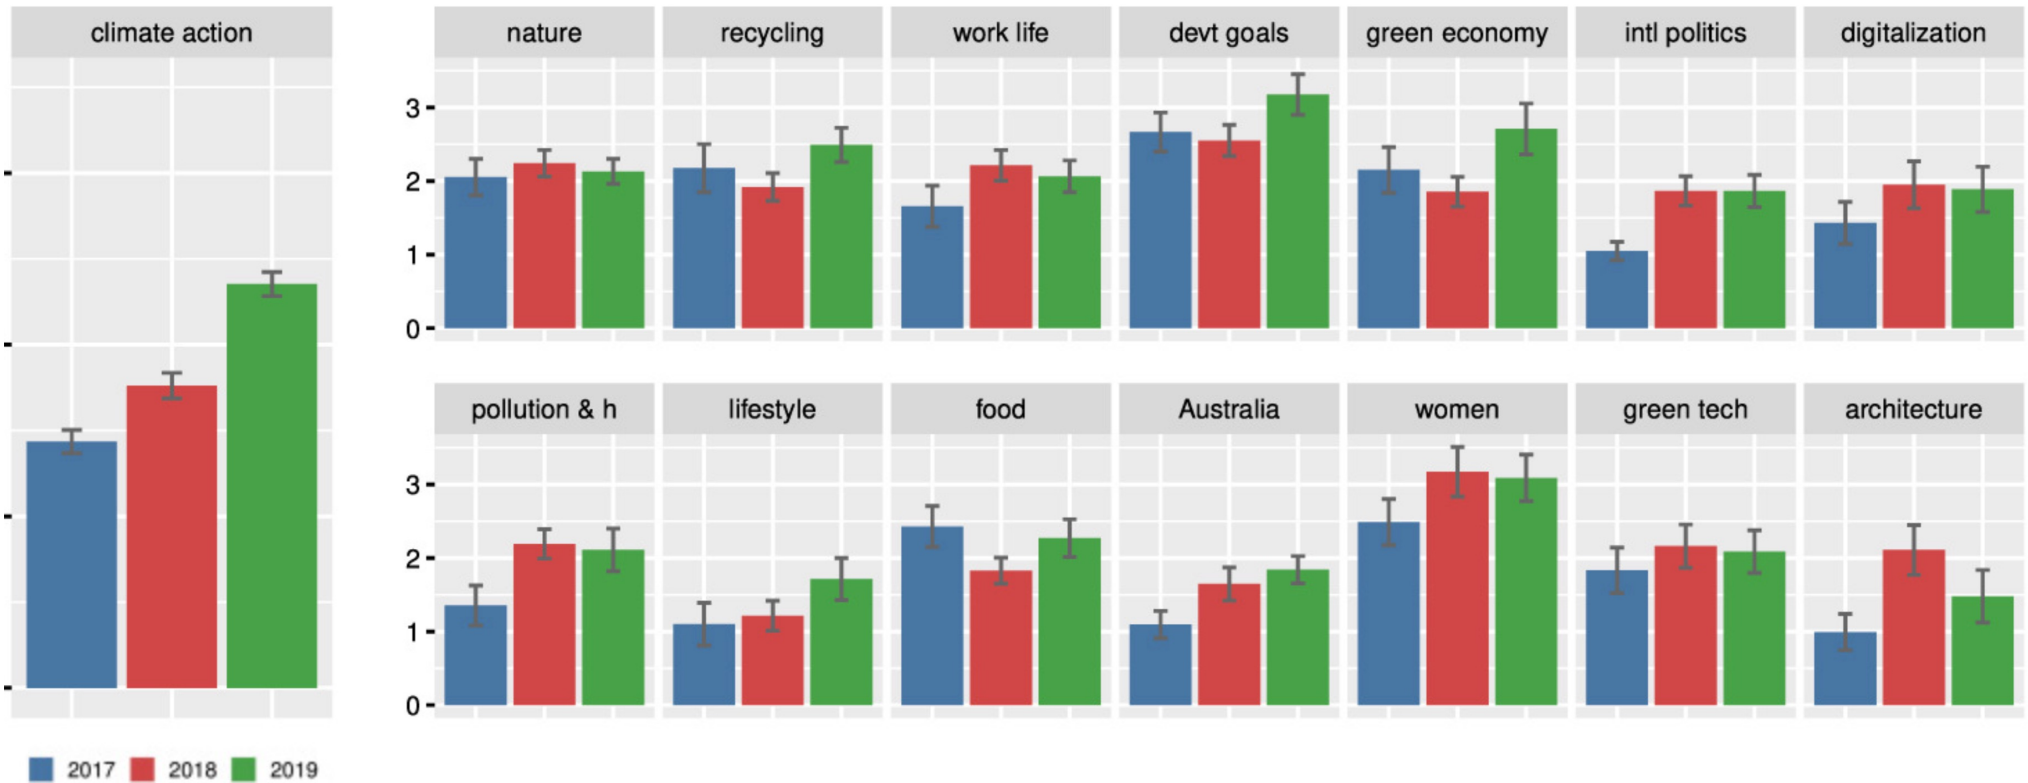 climate action
nature recycling work life devt goals green economy intl politics digitalization
3
2
1
0
pollution & h lifestyle food Australia women green tech architecture
3
2
1
0
2017 2018 2019